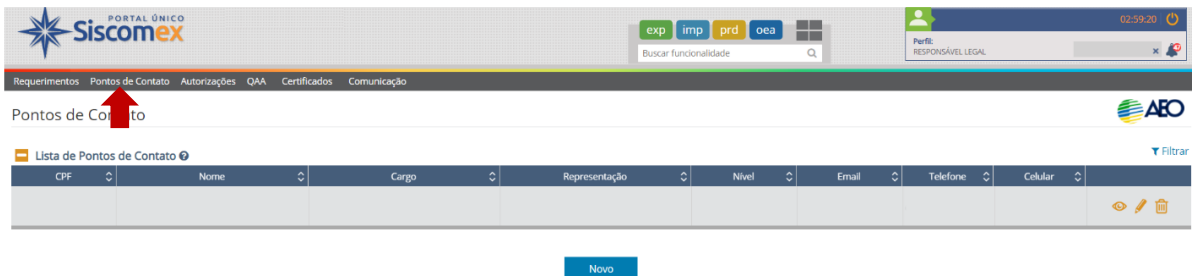 PORTAL ÚNICO
Siscomex
exp imp prd oea
Buscar funcionalidade
02:59:20
Perfil:
RESPONSÁVEL LEGAL
Requerimentos Pontos de Contato Autorizações QAA Certificados Comunicação
Pontos de Contato
AEO
Lista de Pontos de Contato
Filtrar
CPF Nome Cargo Representação Nível Email Telefone Celular
Novo